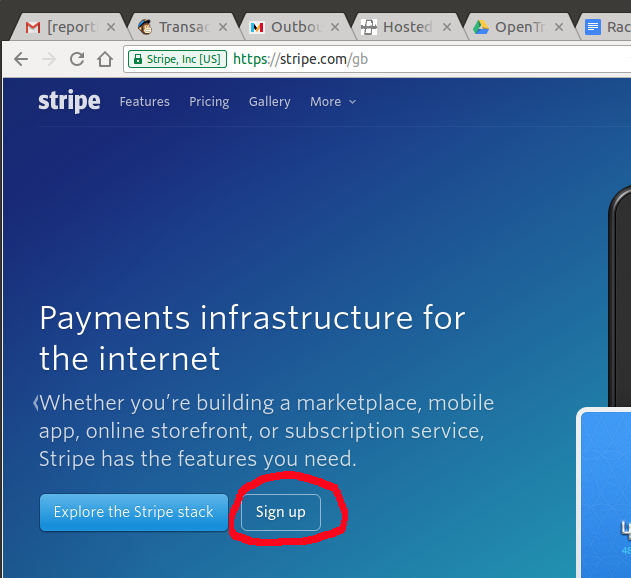 [report
Transac
Outbou
Hosted
OpenTr
Rac
Stripe, Inc [US] https://stripe.com/gb
stripe Features Pricing Gallery More
Payments infrastructure for
the internet
Whether you’re building a marketplace, mobile
app, online storefront, or subscription service,
Stripe has the features you need.
Explore the Stripe stack Sign up